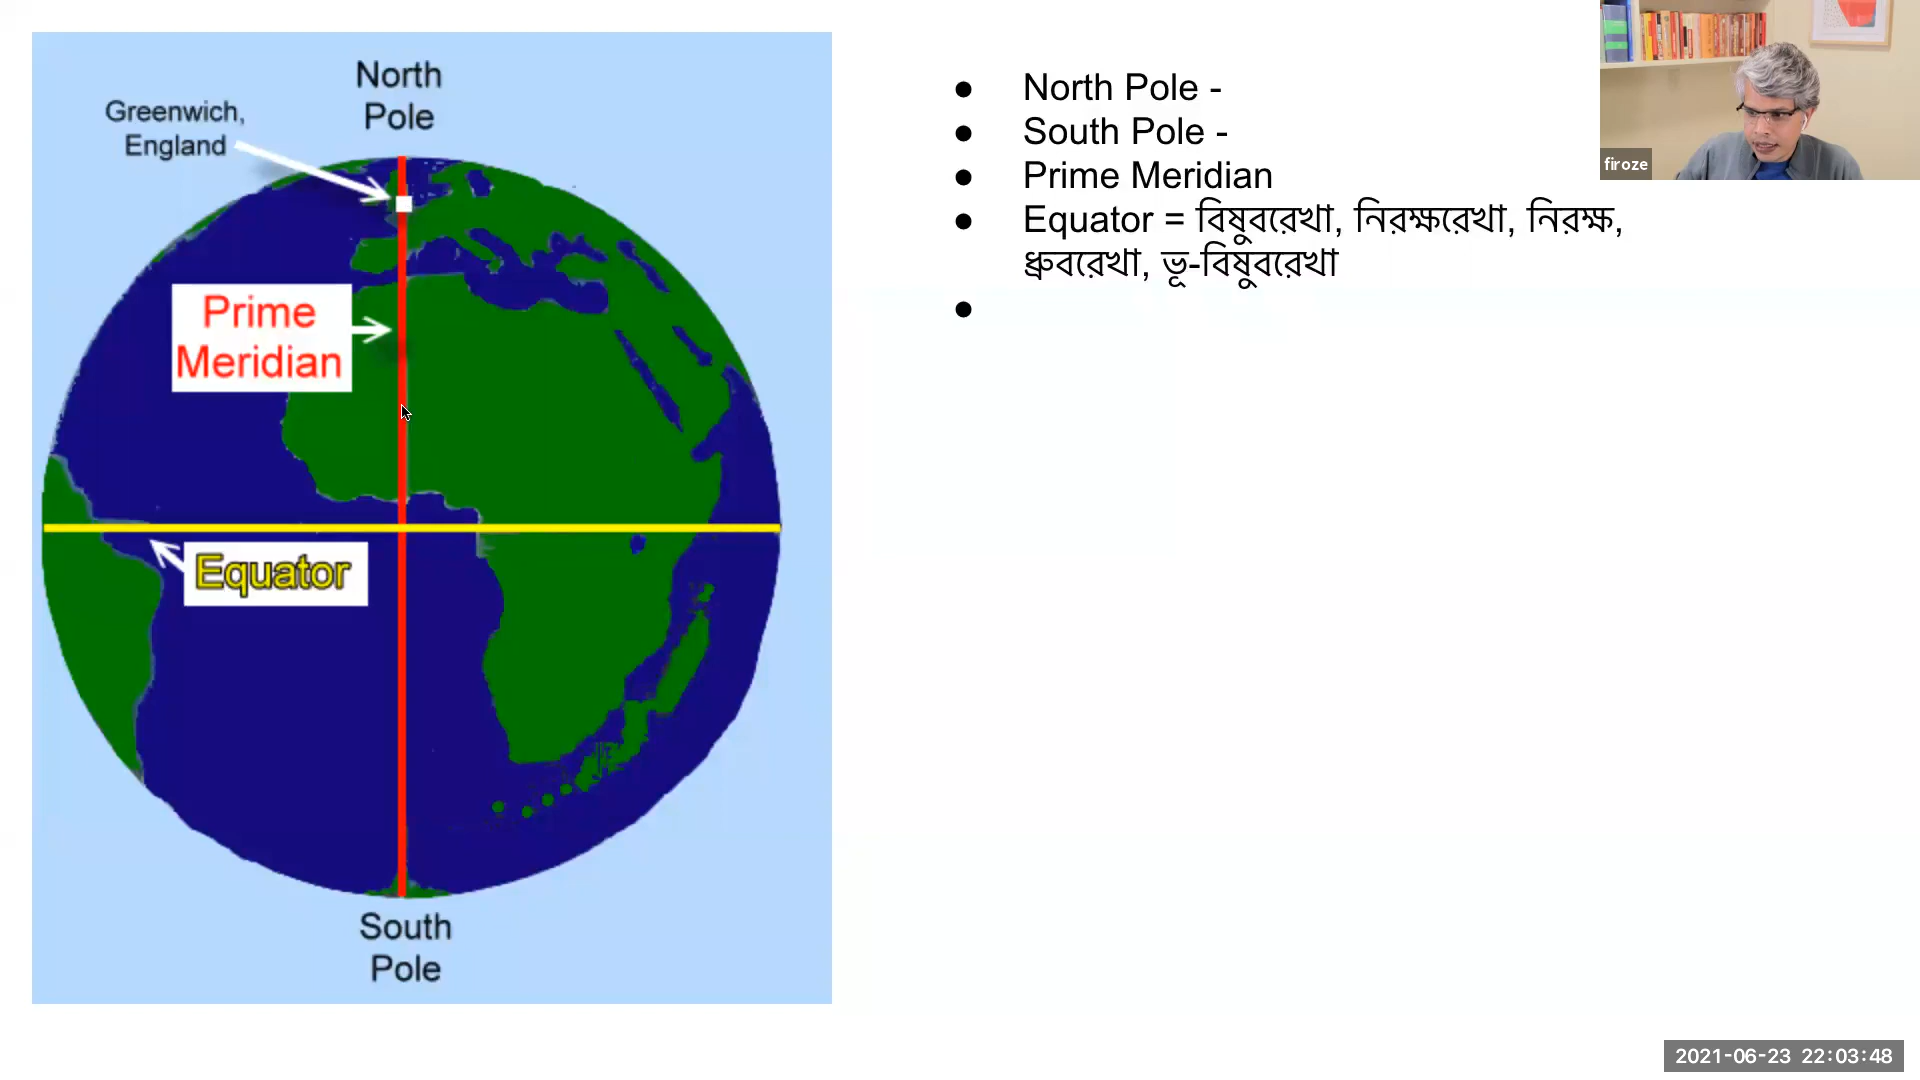 North
Pole
Greenwich,
England
Prime
Meridian
Equator
South
Pole
● North Pole -
● South Pole -
● Prime Meridian
● Equator = বিষুবরেখা, নিরক্ষরেখা, নিরক্ষ,
ধ্রুবরেখা, ভূ-বিষুবরেখা
●
firoze
2021-06-23 22:03:48